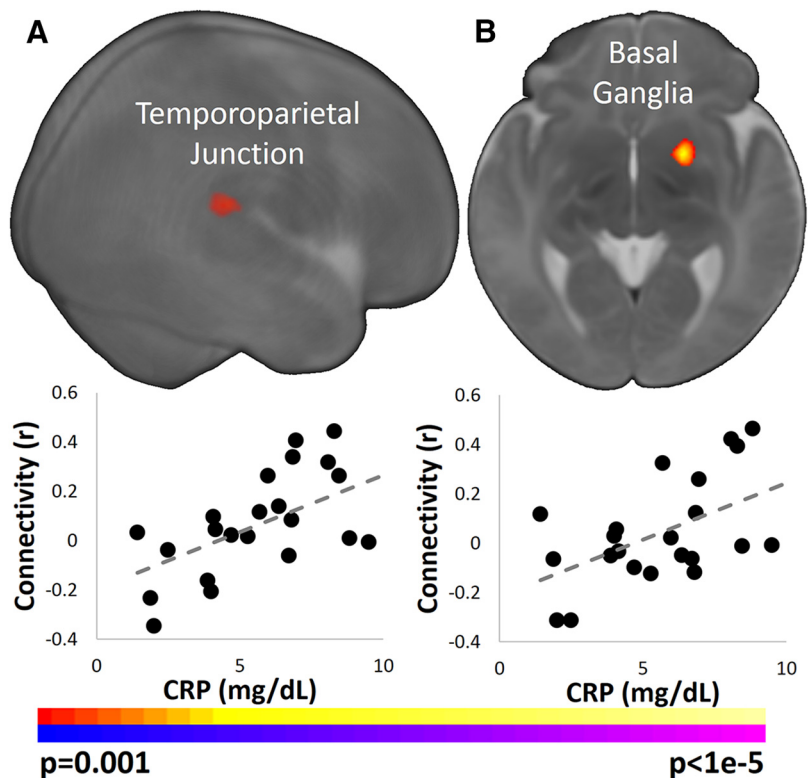 A
Temporoparietal
Junction
B
Basal
Ganglia
Connectivity (r)
0.6
0.4
0.2
0
-0.2
-0.4
0
5
10
CRP (mg/dL)
Connectivity (r)
0.6
0.4
0.2
0
-0.2
-0.4
0
5
10
CRP (mg/dL)
p=0.001
p<1e-5